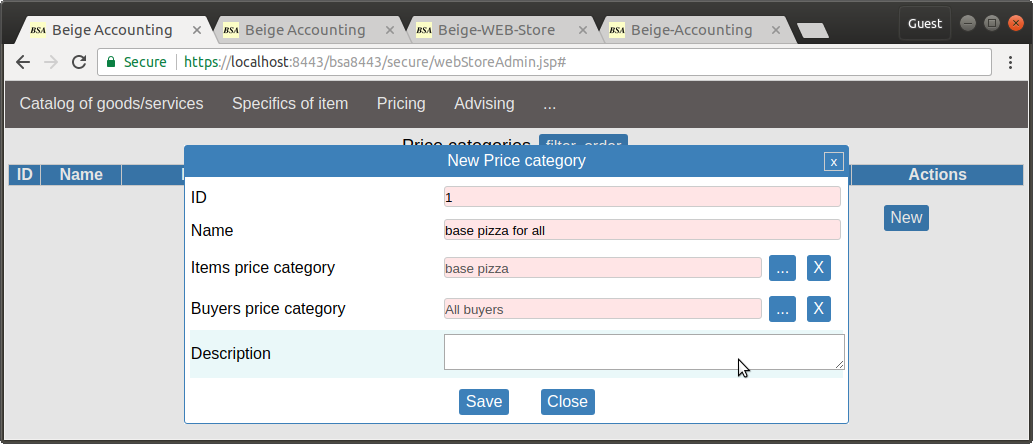 BSA Beige Accounting × BSA Beige Accounting × BSA Beige-WEB-Store × BSA Beige-Accounting × Guest
Secure https://localhost:8443/bsa8443/secure/webStoreAdmin.jsp#
Catalog of goods/services Specifics of item Pricing Advising ...
Price categories filter, order
New Price category x
ID Name Actions
ID 1
New
Name base pizza for all
Items price category base pizza ... X
Buyers price category All buyers ... X
Description
Save Close